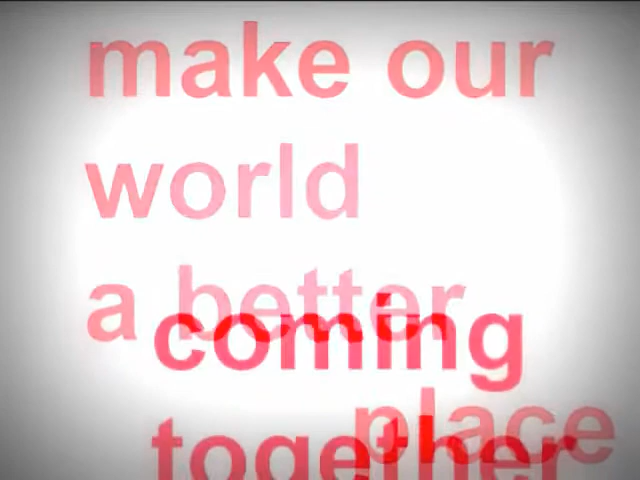 make our
world
a better
coming
place
together